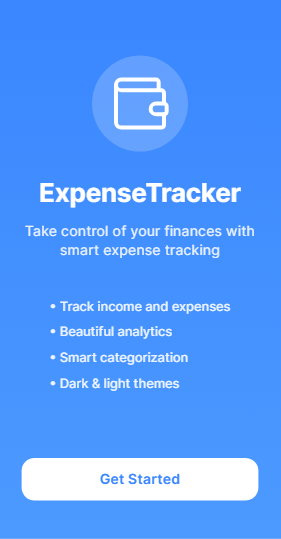 ExpenseTracker
Take control of your finances with
smart expense tracking
• Track income and expenses
• Beautiful analytics
• Smart categorization
• Dark & light themes
Get Started